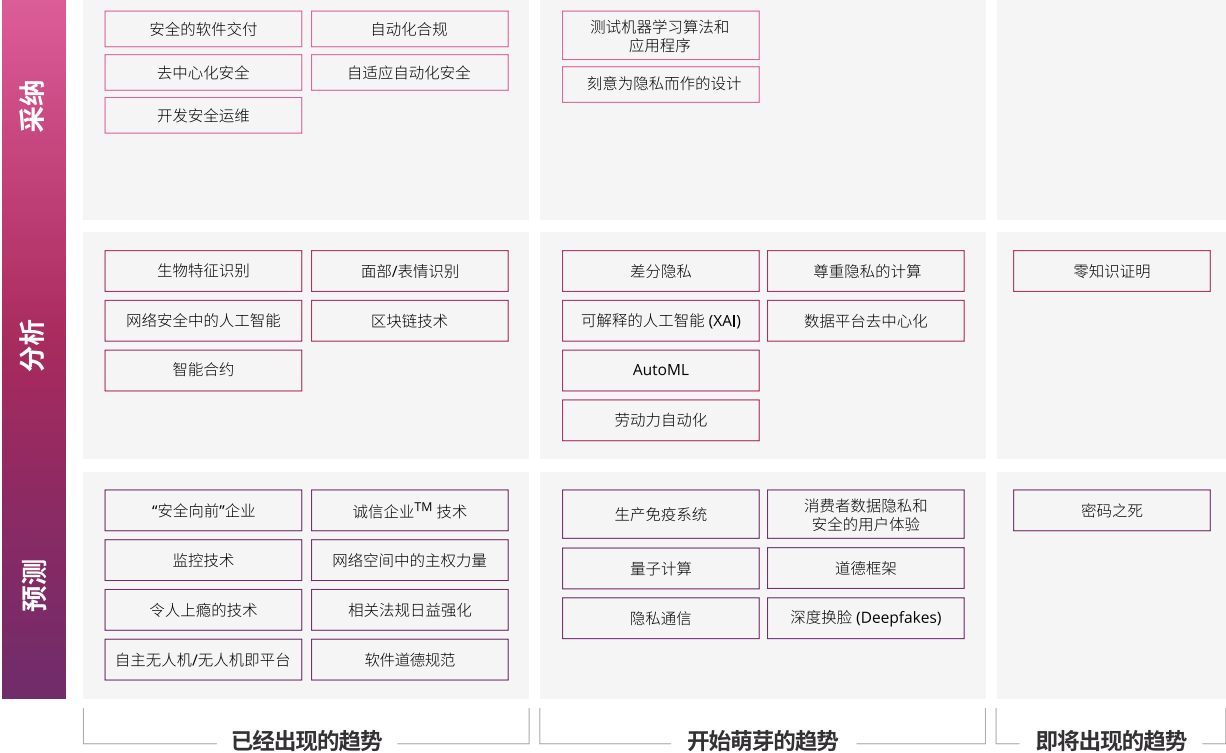 采纳
安全的软件交付
自动化合规
去中心化安全
自适应自动化安全
开发安全运维
测试机器学习算法和
应用程序
刻意为隐私而作的设计
分析
生物特征识别
面部/表情识别
网络安全中的人工智能
区块链技术
智能合约
差分隐私
尊重隐私的计算
可解释的人工智能 (XAI)
数据平台去中心化
AutoML
劳动力自动化
零知识证明
预测
“安全向前”企业
诚信企业TM 技术
监控技术
网络空间中的主权力量
令人上瘾的技术
相关法规日益强化
自主无人机/无人机即平台
软件道德规范
生产免疫系统
消费者数据隐私和
安全的用户体验
量子计算
道德框架
隐私通信
深度换脸 (Deepfakes)
密码之死
已经出现的趋势
开始萌芽的趋势
即将出现的趋势